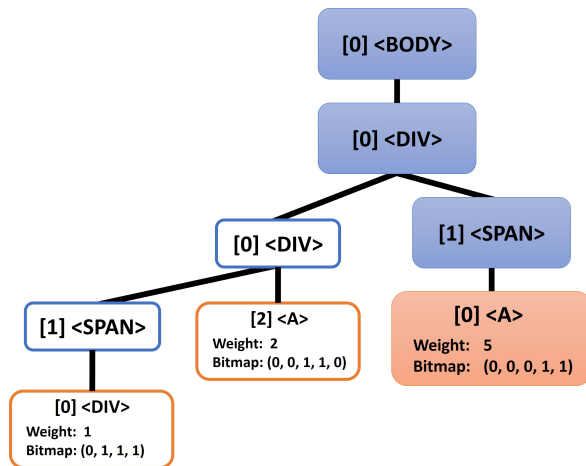 [0] <BODY>
[0] <DIV>
[0] <DIV>
[1] <SPAN>
[1] <SPAN>
[2] <A>
Weight: 2
Bitmap: (0, 0, 1, 1, 0)
[0] <A>
Weight: 5
Bitmap: (0, 0, 0, 1, 1)
[0] <DIV>
Weight: 1
Bitmap: (0, 1, 1, 1)